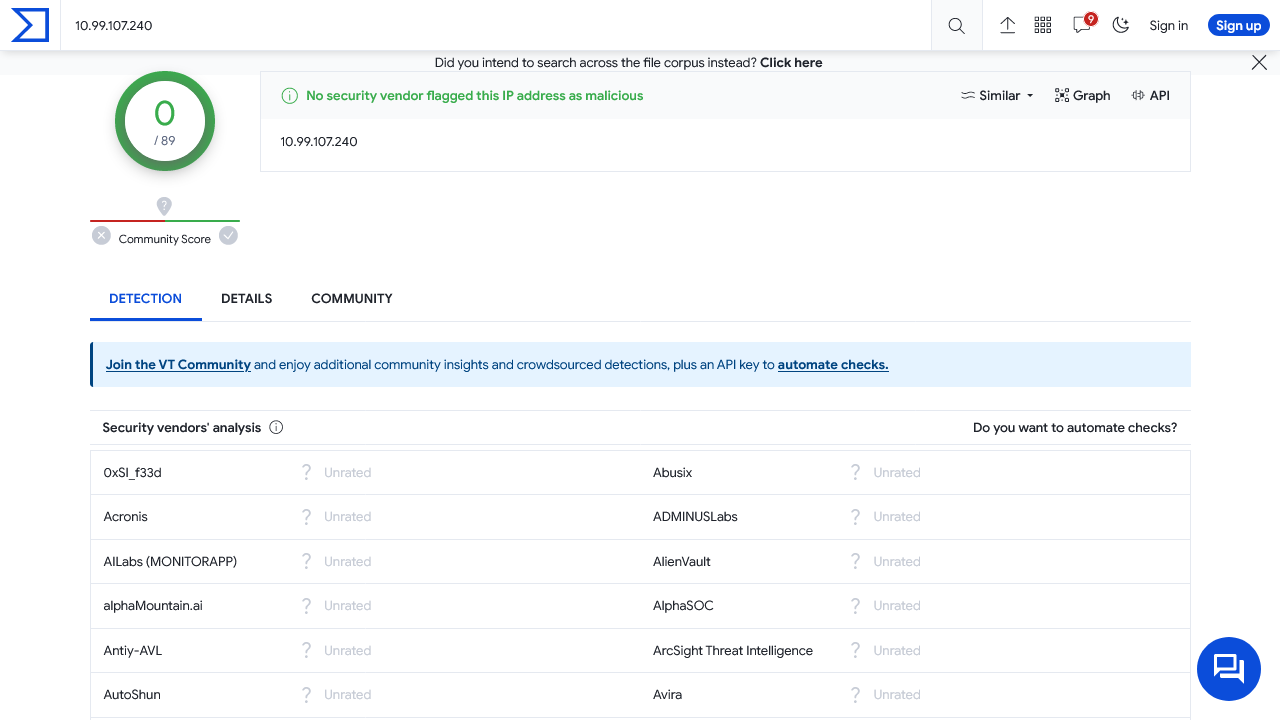 10.99.107.240
9
Sign in
Sign up
Did you intend to search across the file corpus instead? Click here
0
/ 89
No security vendor flagged this IP address as malicious
Similar
Graph
API
10.99.107.240
?
Community Score
DETECTION
DETAILS
COMMUNITY
Join the VT Community and enjoy additional community insights and crowdsourced detections, plus an API key to automate checks.
Security vendors' analysis
Do you want to automate checks?
0xSI_f33d ? Unrated Abusix ? Unrated
Acronis ? Unrated ADMINUSLabs ? Unrated
AILabs (MONITORAPP) ? Unrated AlienVault ? Unrated
alphaMountain.ai ? Unrated AlphaSOC ? Unrated
Antiy-AVL ? Unrated ArcSight Threat Intelligence ? Unrated
AutoShun ? Unrated Avira ? Unrated